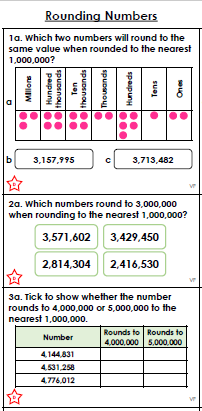 Rounding Numbers
1a. Which two numbers will round to the
same value when rounded to the nearest
1,000,000?
a
Millions
Hundred
thousands
Ten
thousands
Thousands
Hundreds
Tens
Ones
b 3,157,995 c 3,713,482
D VF
2a. Which numbers round to 3,000,000
when rounding to the nearest 1,000,000?
3,571,602 3,429,450
2,814,304 2,416,530
VF
3a. Tick to show whether the number
rounds to 4,000,000 or 5,000,000 to the
nearest 1,000,000.
Number Rounds to 4,000,000 Rounds to 5,000,000
4,144,831
4,531,258
4,776,012
VF